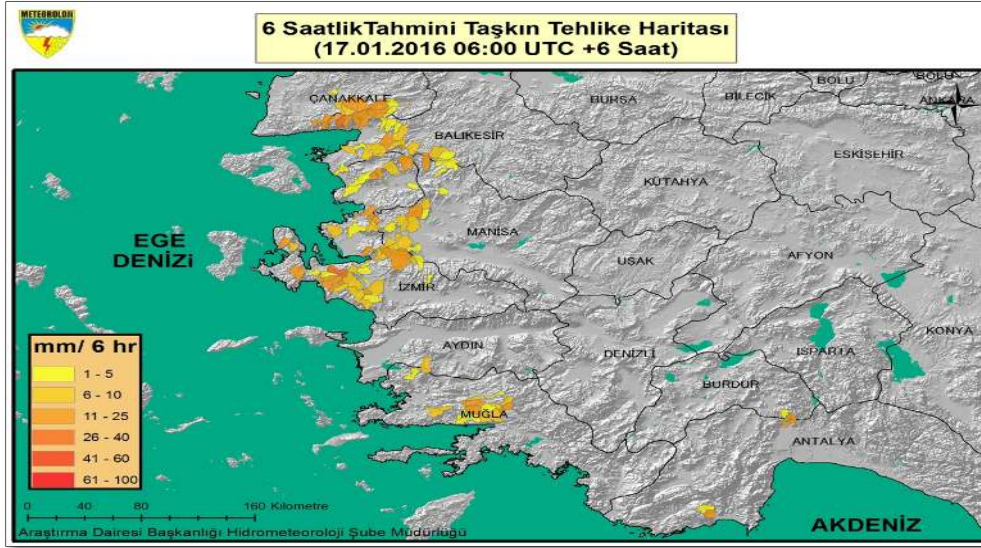 METEOROLOJİ
6 SaatlikTahmini Taşkın Tehlike Haritası
(17.01.2016 06:00 UTC +6 Saat)
ÇANAKKALE
BURSA
BİLECİK
BOLU
BOLU
ANKARA
BALIKESİR
ESKİSEHİR
KÜTAHYA
EGE
DENİZi
MANİSA
UŞAK
AFYON
İZMİR
KONYA
AYDIN
DENİZLİ
ISPARTA
BURDUR
MUĞLA
ANTALYA
AKDENİZ
mm/ 6 hr
1 - 5
6 - 10
11 - 25
26 - 40
41 - 60
61 - 100
0 40 80 160 Kilometre
Araştırma Dairesi Başkanlığı Hidrometeoroloji Şube Müdürlüğü